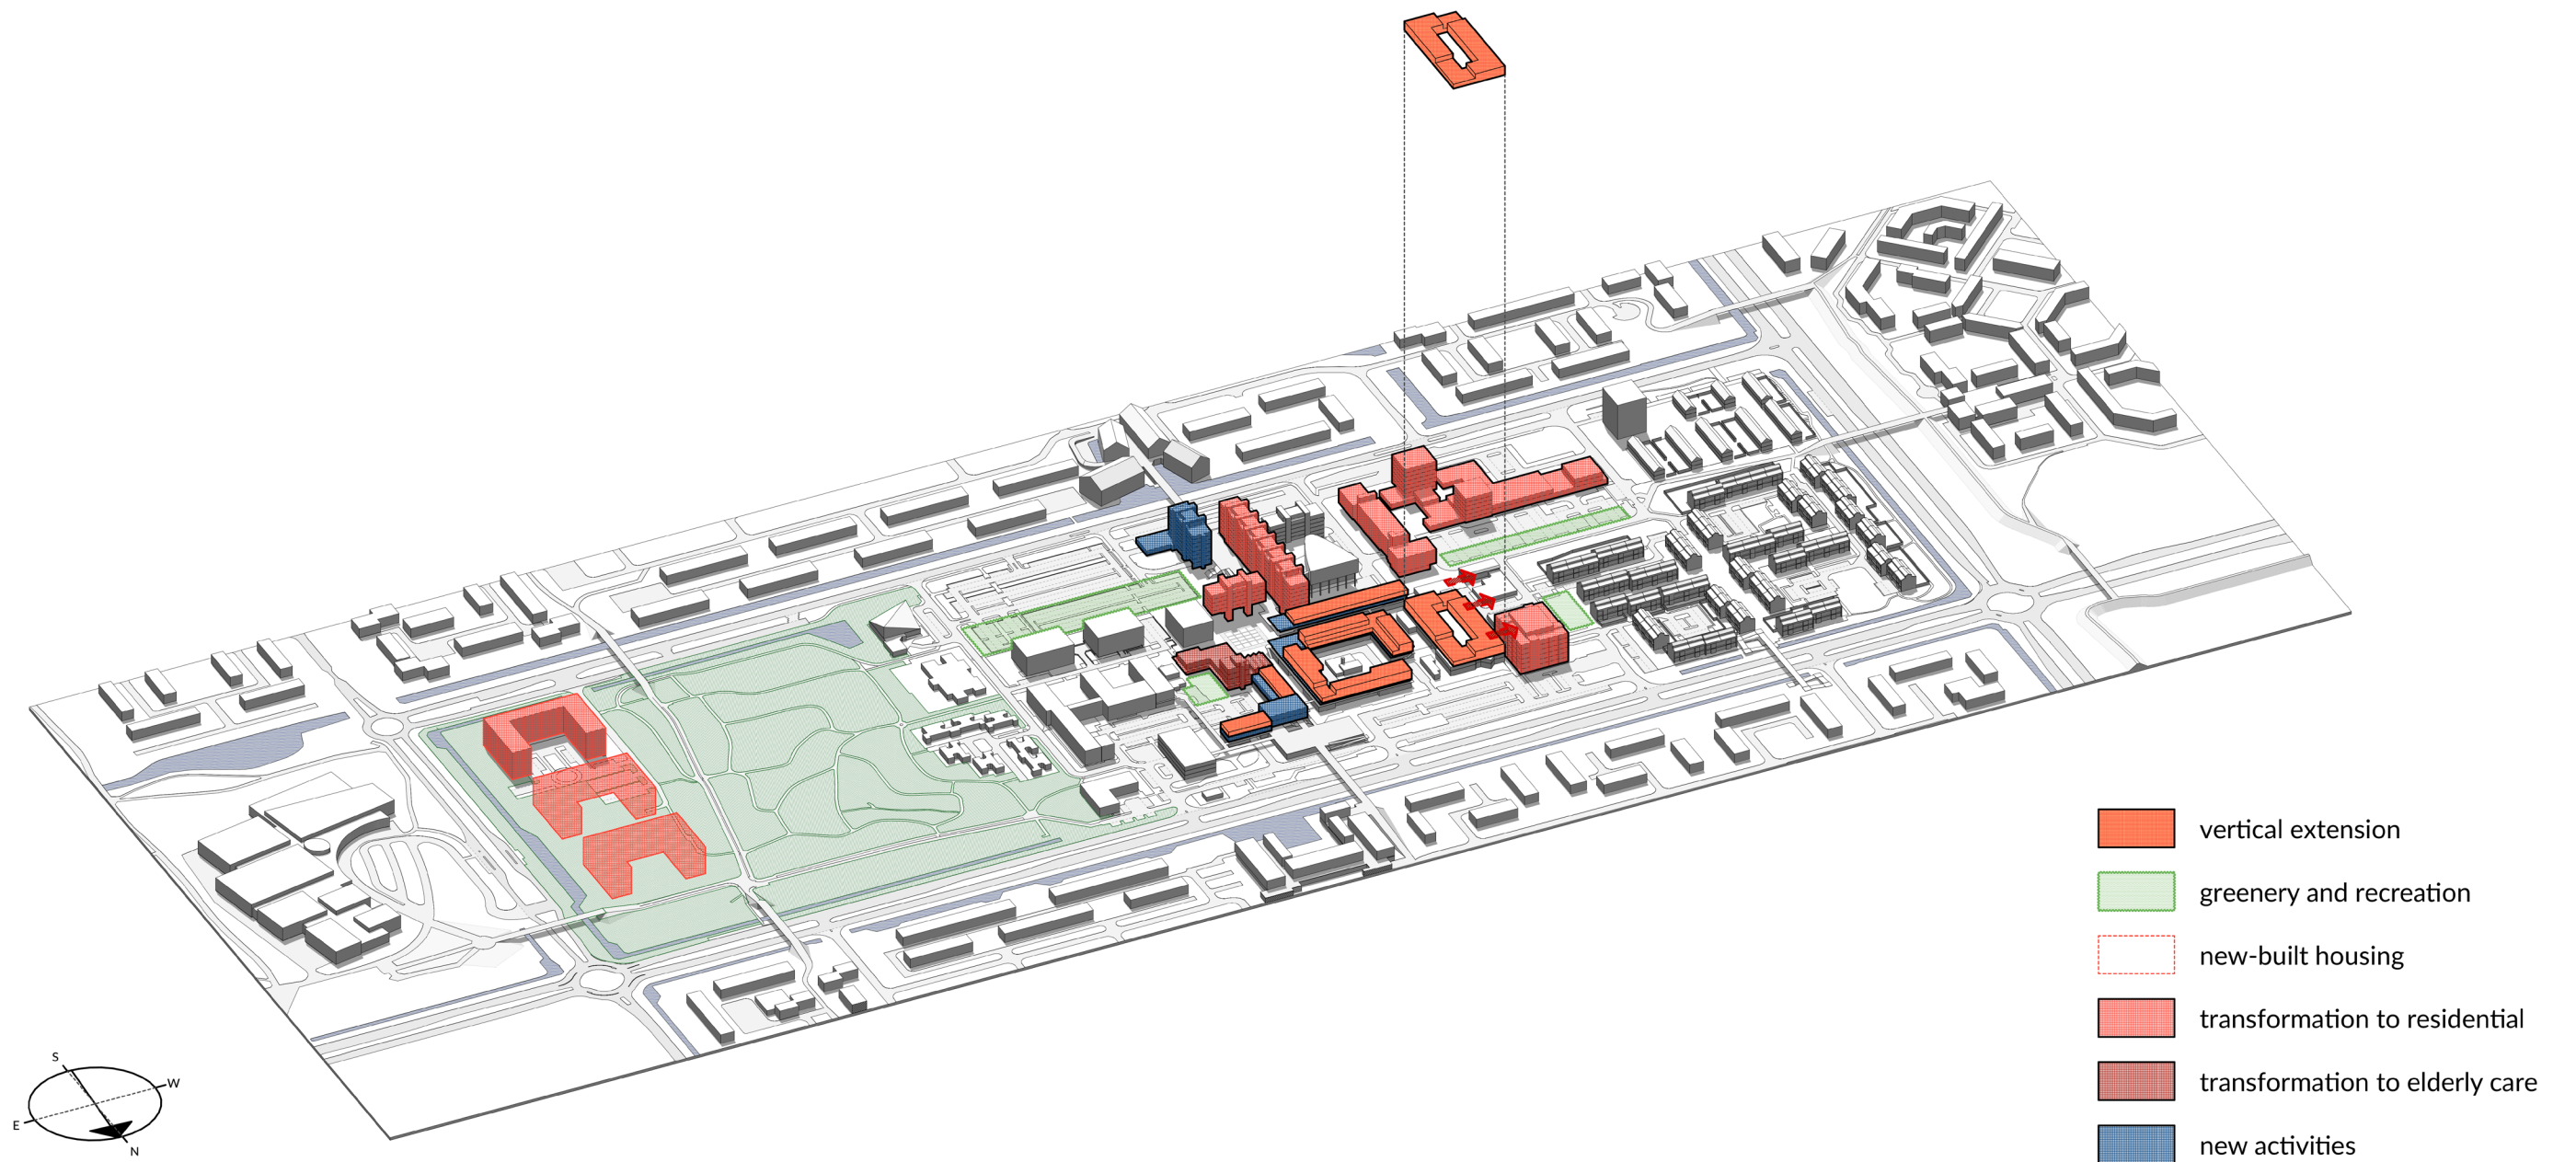 vertical extension
greenery and recreation
new-built housing
transformation to residential
transformation to elderly care
new activities
S
W
E
N